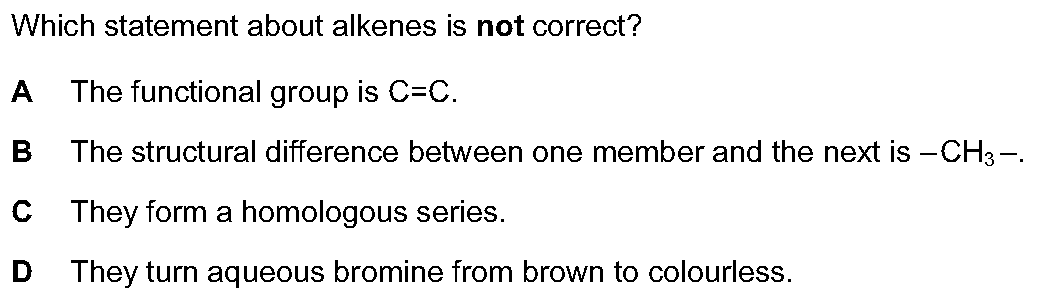 Which statement about alkenes is not correct?
A The functional group is C=C.
B The structural difference between one member and the next is –CH₃–.
C They form a homologous series.
D They turn aqueous bromine from brown to colourless.